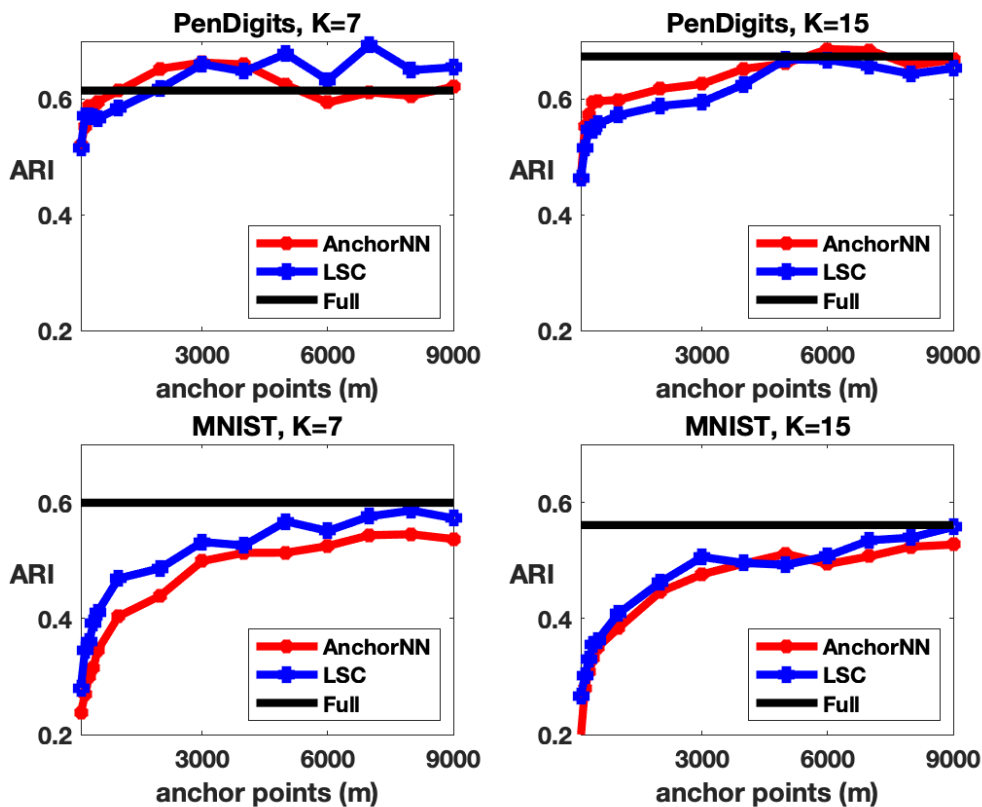 PenDigits, K=7
0.6
ARI
0.4
0.2
AnchorNN
LSC
Full
3000 6000 9000
anchor points (m)
PenDigits, K=15
0.6
ARI
0.4
0.2
AnchorNN
LSC
Full
3000 6000 9000
anchor points (m)
MNIST, K=7
0.6
ARI
0.4
0.2
AnchorNN
LSC
Full
3000 6000 9000
anchor points (m)
MNIST, K=15
0.6
ARI
0.4
0.2
AnchorNN
LSC
Full
3000 6000 9000
anchor points (m)